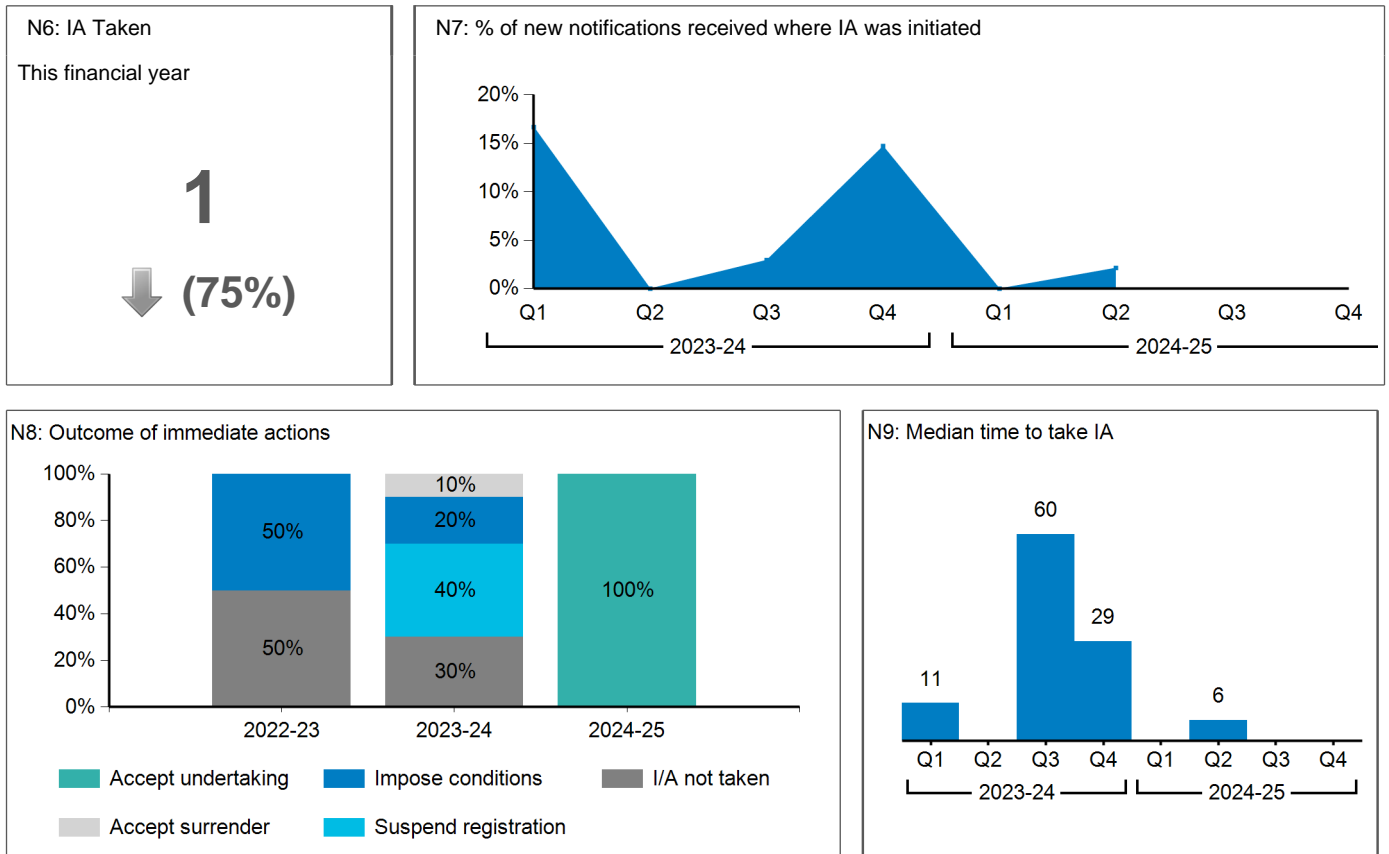 N6: IA Taken
This financial year
1
(75%)
N7: % of new notifications received where IA was initiated
20%
15%
10%
5%
0%
Q1 Q2 Q3 Q4 Q1 Q2 Q3 Q4
2023-24 2024-25
N8: Outcome of immediate actions
100%
80%
60%
40%
20%
0%
50%
50%
10%
20%
40%
30%
100%
2022-23 2023-24 2024-25
Accept undertaking Impose conditions I/A not taken
Accept surrender Suspend registration
N9: Median time to take IA
11 60 29 6
Q1 Q2 Q3 Q4 Q1 Q2 Q3 Q4
2023-24 2024-25